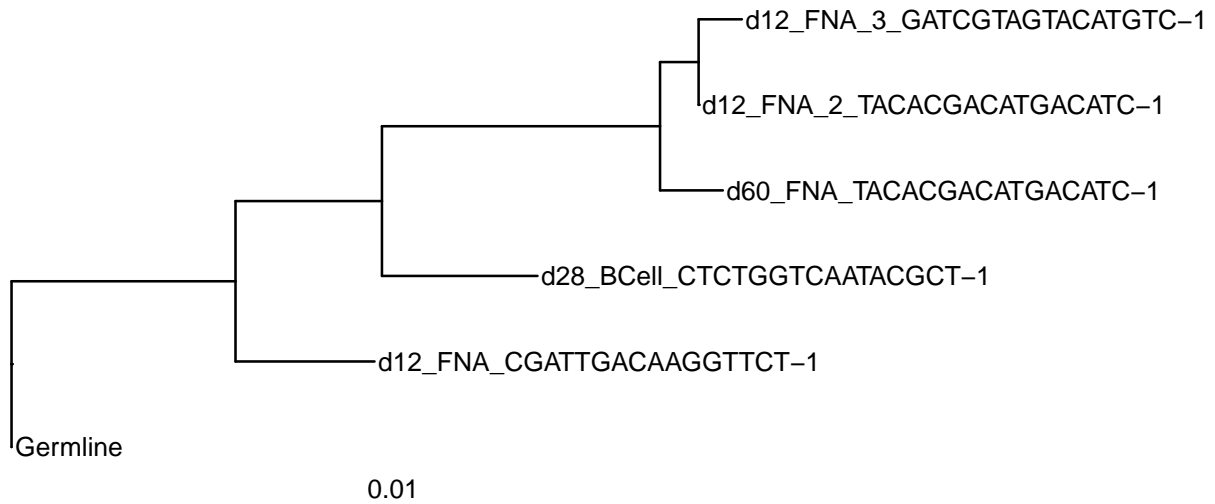 d12_FNA_3_GATCGTAGTACATGTC−1
d12_FNA_2_TACACGACATGACATC−1
d60_FNA_TACACGACATGACATC−1
d28_BCell_CTCTGGTCAATACGCT−1
d12_FNA_CGATTGACAAGGTTCT−1
Germline
0.01